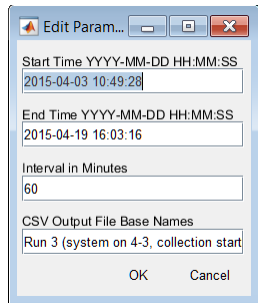 Edit Param...
Start Time YYYY-MM-DD HH:MM:SS
2015-04-03 10:49:28
End Time YYYY-MM-DD HH:MM:SS
2015-04-19 16:03:16
Interval in Minutes
60
CSV Output File Base Names
Run 3 (system on 4-3, collection start
OK Cancel